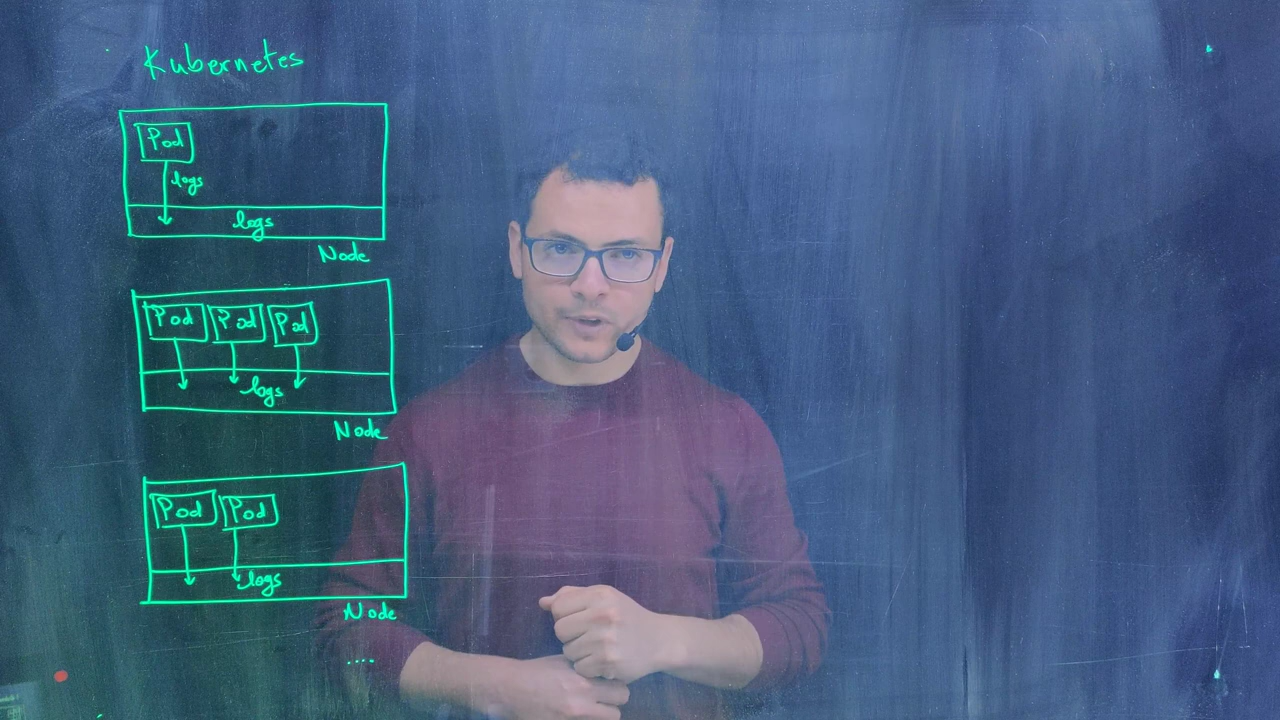 Kubernetes
Pod
logs
logs
Node
Pod Pod Pod
logs
Node
Pod Pod
logs
Node
....